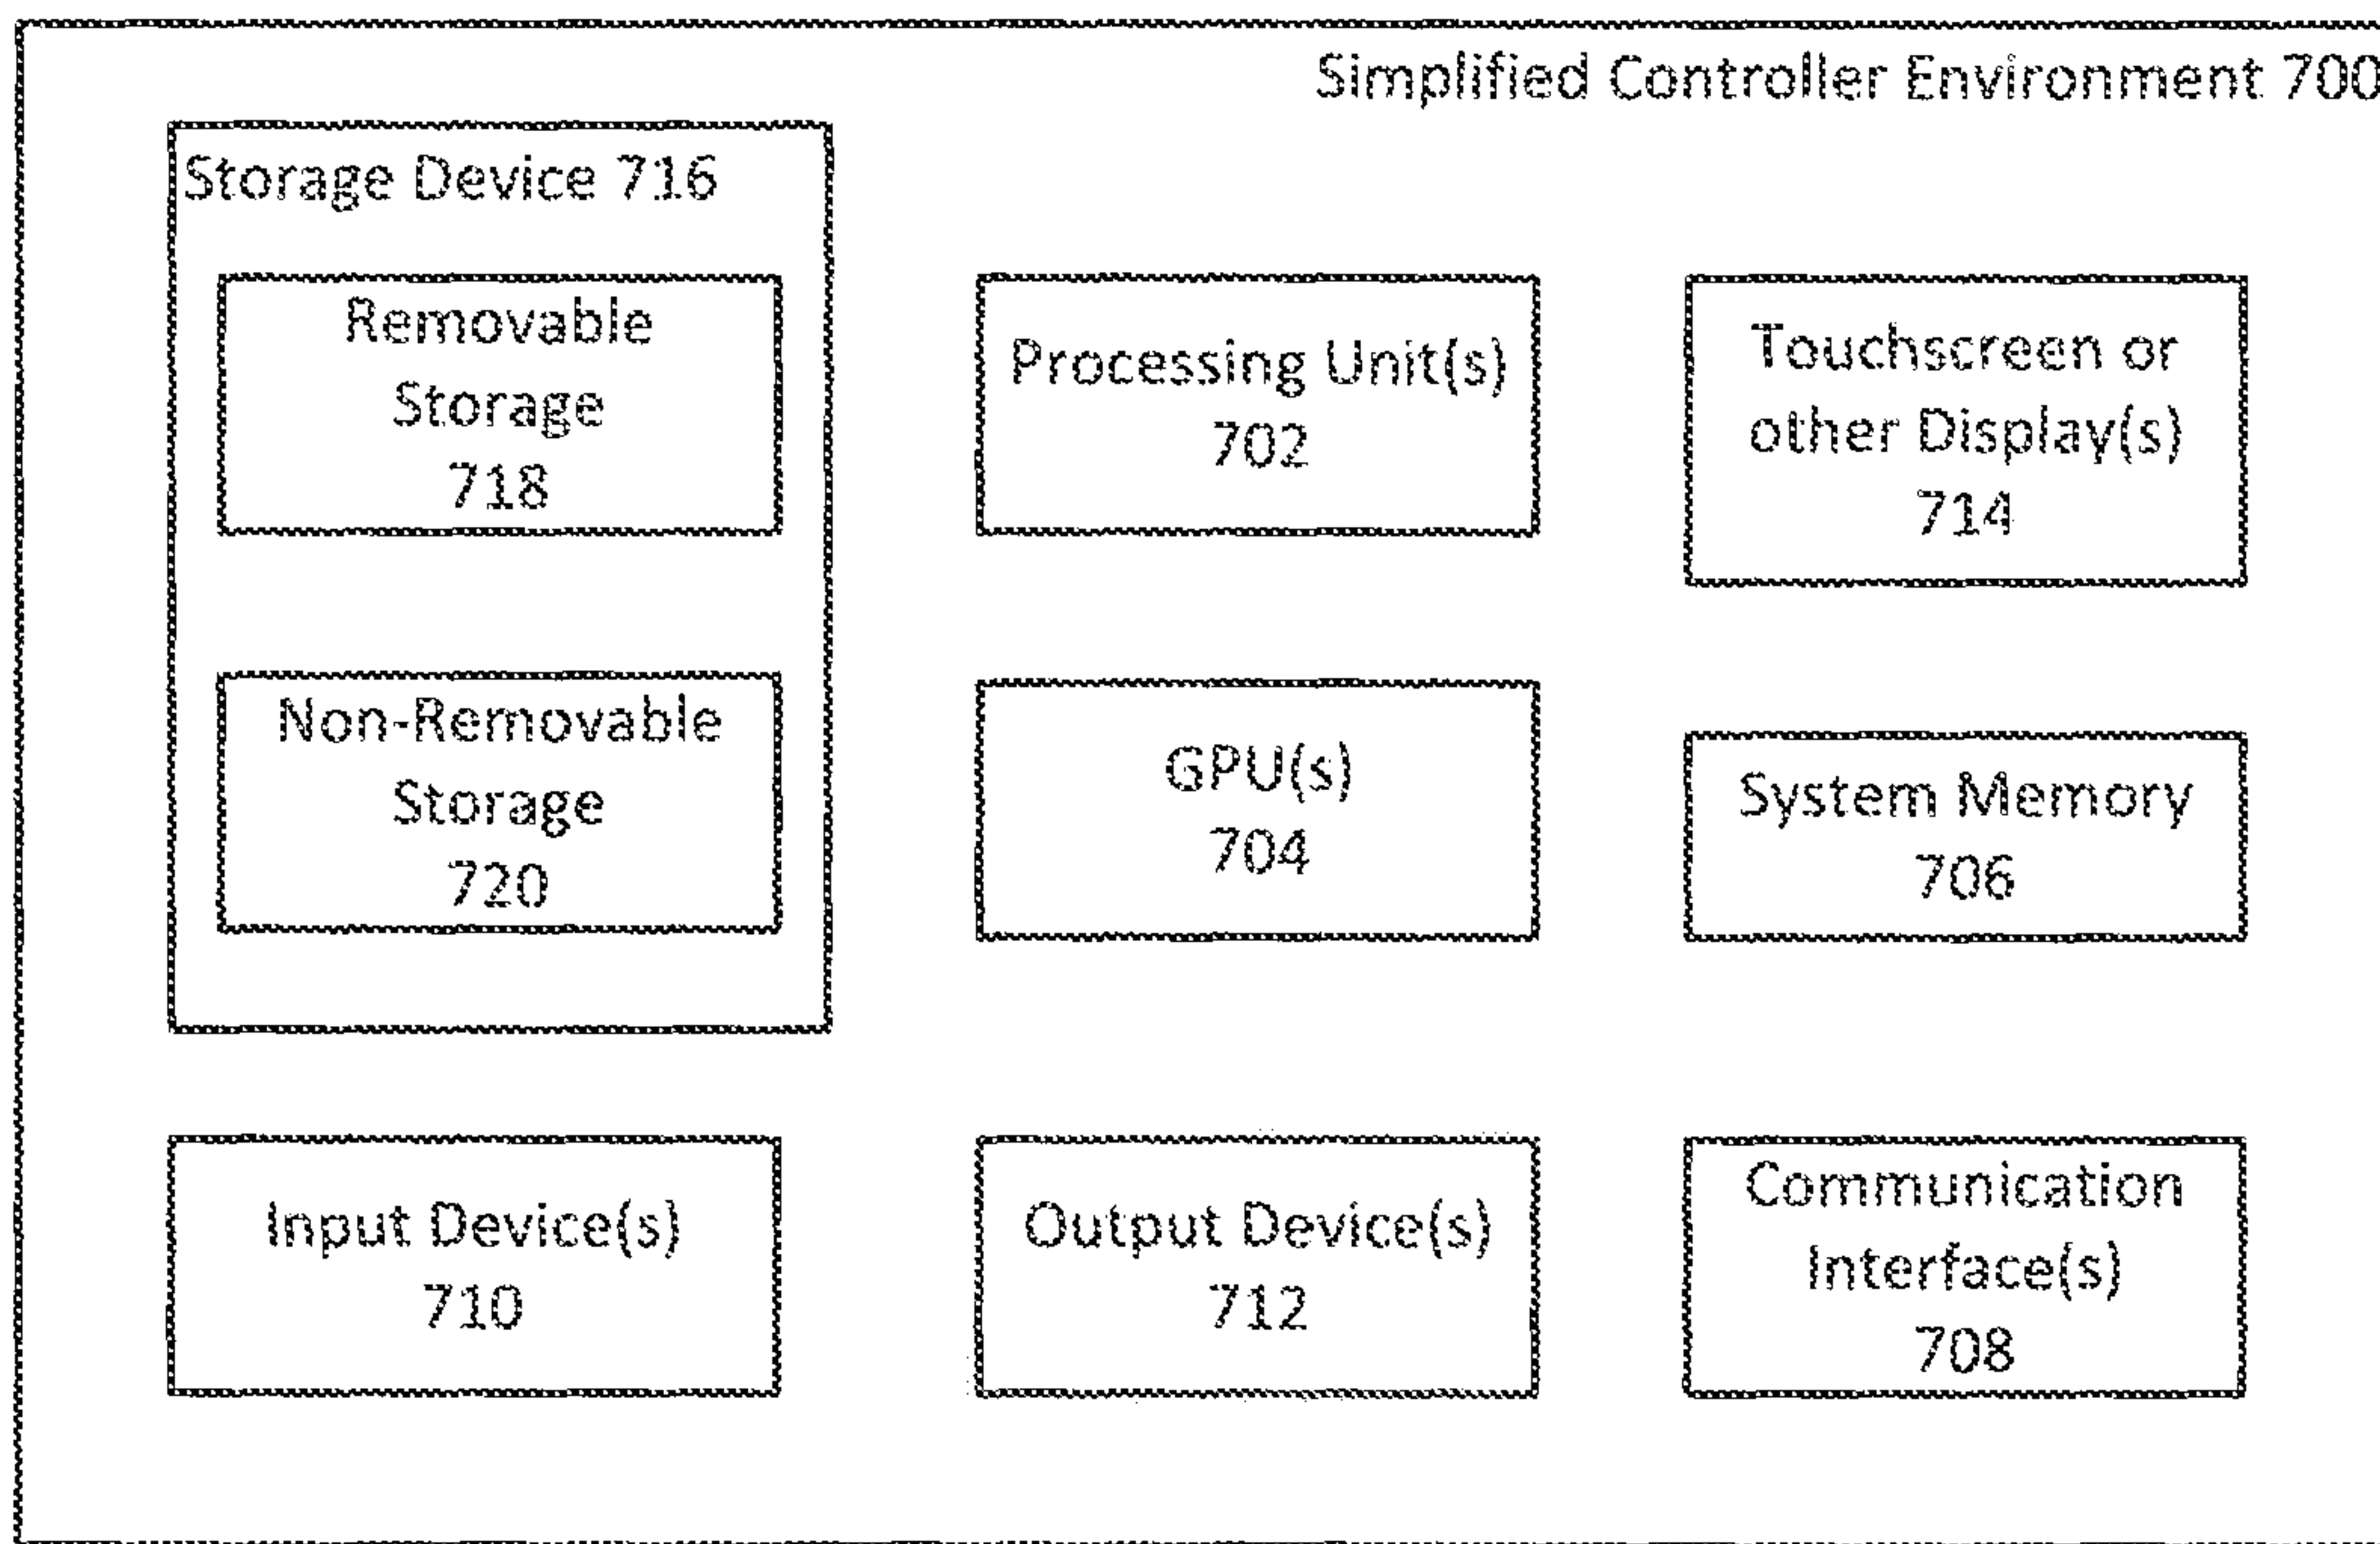 Simplified Controller Environment 700
Storage Device 716
Removable
Storage
718
Processing Unit(s)
702
Touchscreen or
other Display(s)
714
Non-Removable
Storage
720
GPU(s)
704
System Memory
706
Input Device(s)
710
Output Device(s)
712
Communication
Interface(s)
708